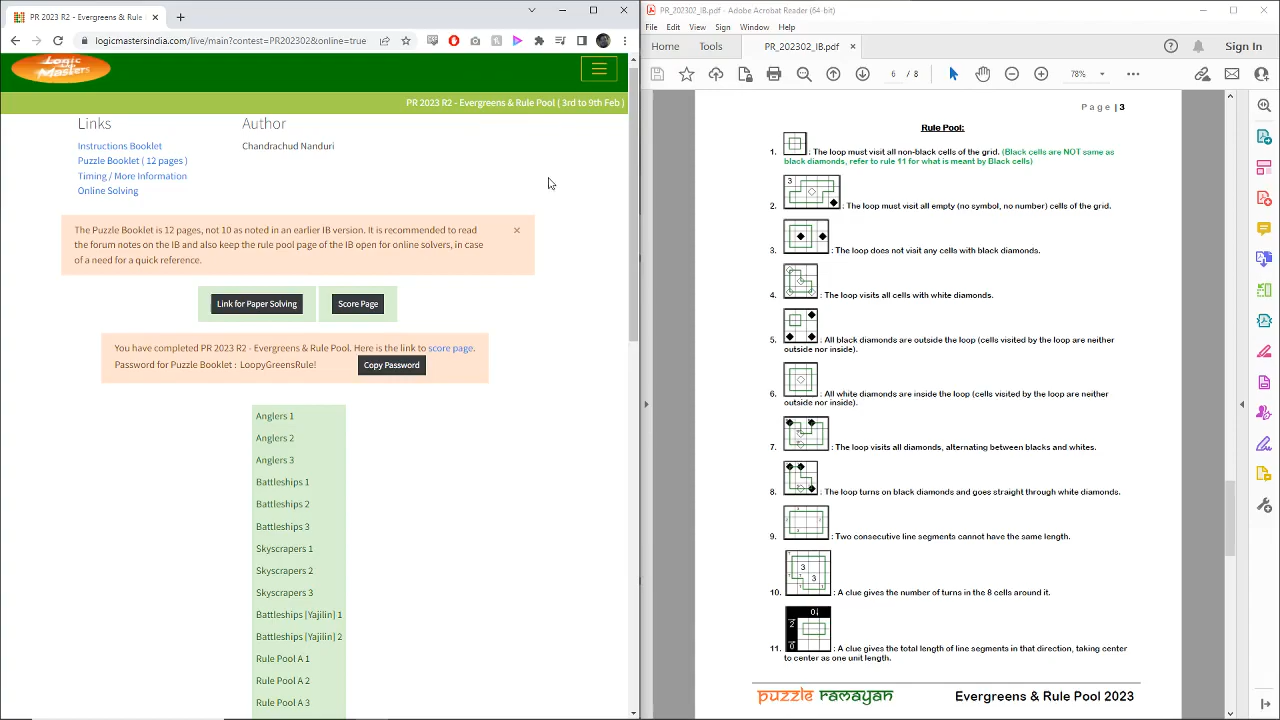 PR 2023 R2 - Evergreens & Rule
logicmastersindia.com/live/main?contest=PR202302&online=true
Logic
Masters
PR 2023 R2 - Evergreens & Rule Pool ( 3rd to 9th Feb )
Links
Author
Instructions Booklet
Chandrachud Nanduri
Puzzle Booklet ( 12 pages )
Timing / More Information
Online Solving
The Puzzle Booklet is 12 pages, not 10 as noted in an earlier IB version. It is recommended to read
the forum notes on the IB and also keep the rule pool page of the IB open for online solvers, in case
of a need for a quick reference.
Link for Paper Solving
Score Page
You have completed PR 2023 R2 - Evergreens & Rule Pool. Here is the link to score page.
Password for Puzzle Booklet : LoopyGreensRule!
Copy Password
Anglers 1
Anglers 2
Anglers 3
Battleships 1
Battleships 2
Battleships 3
Skyscrapers 1
Skyscrapers 2
Skyscrapers 3
Battleships [Yajilin] 1
Battleships [Yajilin] 2
Rule Pool A 1
Rule Pool A 2
Rule Pool A 3
PR_202302_IB.pdf - Adobe Acrobat Reader (64-bit)
File Edit View Sign Window Help
Home Tools PR_202302_IB.pdf Sign In
6 / 8 78%
Page | 3
Rule Pool:
1. : The loop must visit all non-black cells of the grid. (Black cells are NOT same as
black diamonds, refer to rule 11 for what is meant by Black cells)
3
2. : The loop must visit all empty (no symbol, no number) cells of the grid.
3. : The loop does not visit any cells with black diamonds.
4. : The loop visits all cells with white diamonds.
5. : All black diamonds are outside the loop (cells visited by the loop are neither
outside nor inside).
6. : All white diamonds are inside the loop (cells visited by the loop are neither
outside nor inside).
7. : The loop visits all diamonds, alternating between blacks and whites.
8. : The loop turns on black diamonds and goes straight through white diamonds.
9. : Two consecutive line segments cannot have the same length.
3
3
10. : A clue gives the number of turns in the 8 cells around it.
0
2
0
11. : A clue gives the total length of line segments in that direction, taking center
to center as one unit length.
puzzle ramayan
Evergreens & Rule Pool 2023